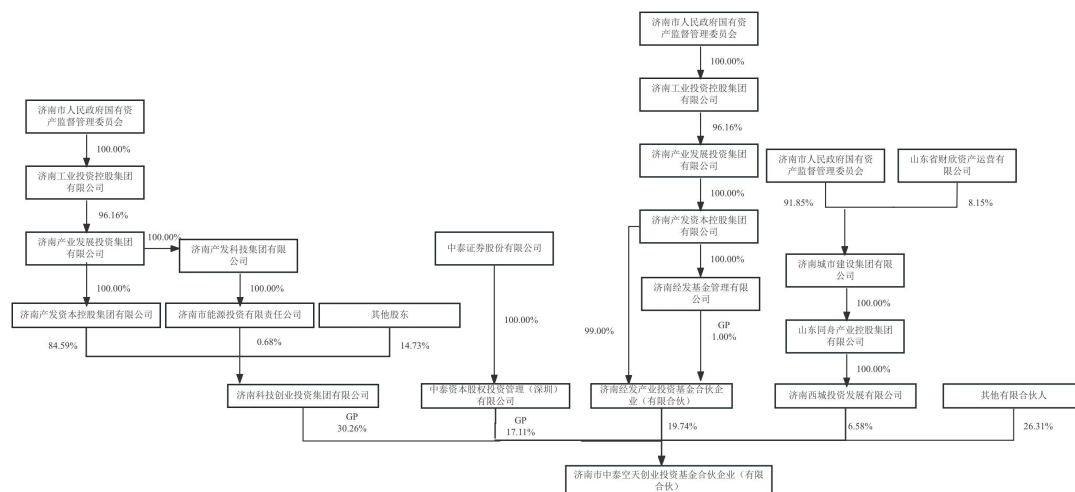 济南市人民政府国有资
产监督管理委员会
100.00%
济南工业投资控股集团
有限公司
96.16%
济南产业发展投资集团
有限公司
100.00%
济南产发科技集团有限
公司
100.00%
100.00%
济南产发资本控股集团有限公司
济南市能源投资有限责任公司
其他股东
84.59%
0.68%
14.73%
济南科技创业投资集团有限公司
GP
30.26%
中泰证券股份有限公司
100.00%
中泰资本股权投资管理（深圳）
有限公司
GP
17.11%
济南市人民政府国有资
产监督管理委员会
100.00%
济南工业投资控股集团
有限公司
96.16%
济南产业发展投资集团
有限公司
100.00%
济南产发资本控股集团
有限公司
100.00%
济南经发基金管理有限
公司
99.00%
GP
1.00%
济南经发产业投资基金合伙企
业（有限合伙）
19.74%
济南市人民政府国有资
产监督管理委员会
山东省财欣资产运营有
限公司
91.85%
8.15%
济南城市建设集团有限
公司
100.00%
山东同舟产业控股集团
有限公司
100.00%
济南西城投资发展有限公司
6.58%
其他有限合伙人
26.31%
济南市中泰空天创业投资基金合伙企业（有限
合伙）